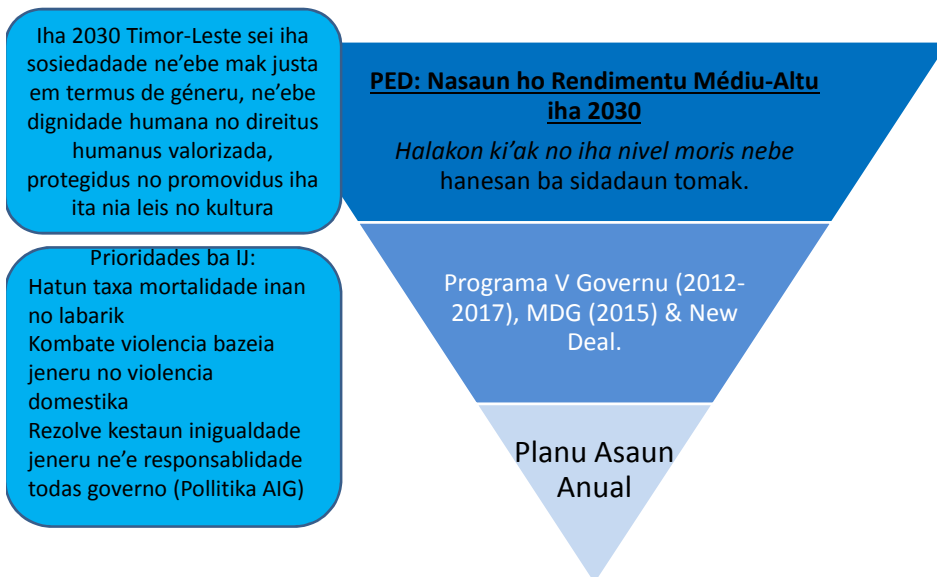 Iha 2030 Timor-Leste sei iha
sosiedadade ne’ebe mak justa
em termus de géneru, ne’ebe
dignidade humana no direitus
humanus valorizada,
protegidus no promovidus iha
ita nia leis no kultura
Prioridades ba IJ:
Hatun taxa mortalidade inan
no labarik
Kombate violencia bazeia
jeneru no violencia
domestika
Rezolve kestaun inigualdade
jeneru ne’e responsablidade
todas governo (Pollitika AIG)
PED: Nasaun ho Rendimentu Médiu-Altu
iha 2030
Halakon ki’ak no iha nivel moris nebe
hanesan ba sidadaun tomak.
Programa V Governu (2012-
2017), MDG (2015) & New
Deal.
Planu Asaun
Anual